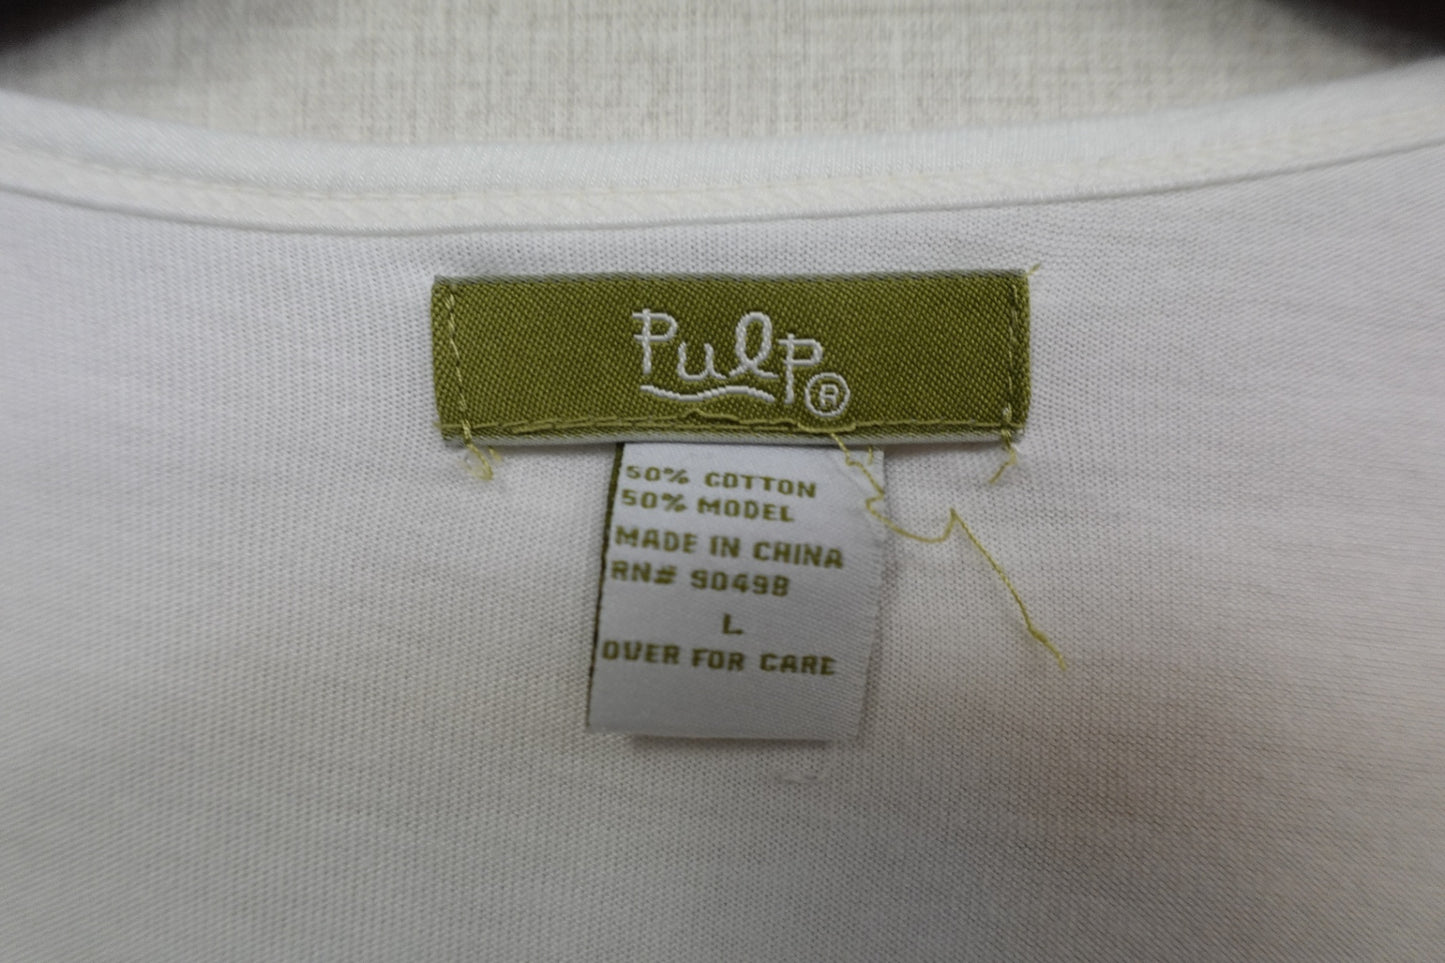 Pulp®
50% COTTON
50% MODEL
MADE IN CHINA
RN# 90498
L
OVER FOR CARE